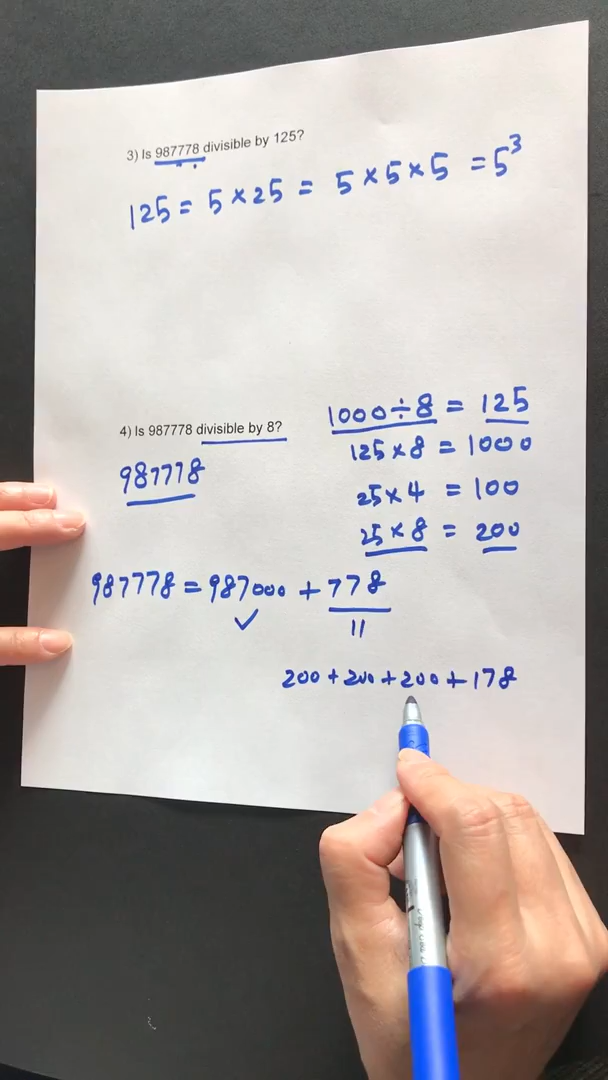 3) Is 987778 divisible by 125?
125 = 5 × 25 = 5 × 5 × 5 = 5³
4) Is 987778 divisible by 8?
987778
1000 ÷ 8 = 125
125 × 8 = 1000
25 × 4 = 100
25 × 8 = 200
987778 = 987000 + 778
11
200 + 200 + 200 + 178